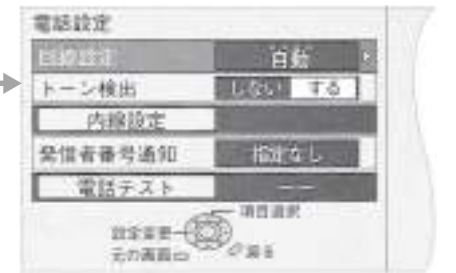 電話設定
回線設定 自動
トーン検出 しない する
内線設定
発信者番号通知 指定なし
電話テスト ーー
項目選択
設定変更
元の画面 戻る